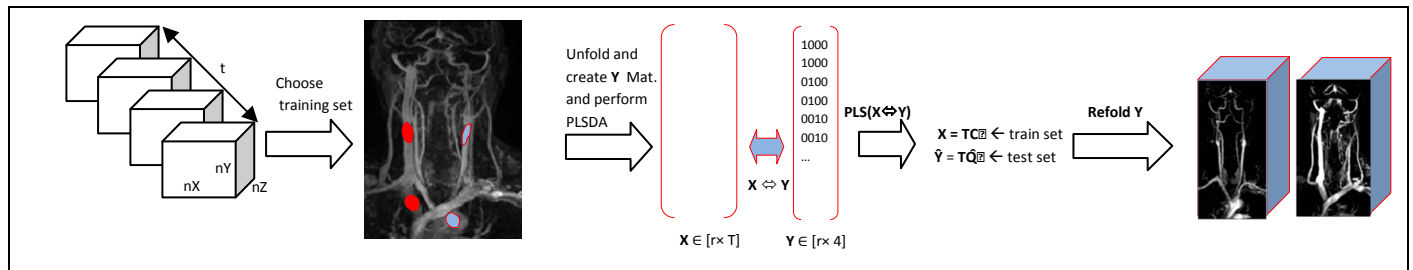 t
nY
nX
nZ
Choose
training set
Unfold and
create Y Mat.
and perform
PLSDA
X ∈ [r× T]
X ⇔ Y
1000
1000
0100
0100
0010
0010
...
Y ∈ [r× 4]
PLS(X⇔Y)
X = TC ← train set
Ŷ = TQ̂ ← test set
Refold Y